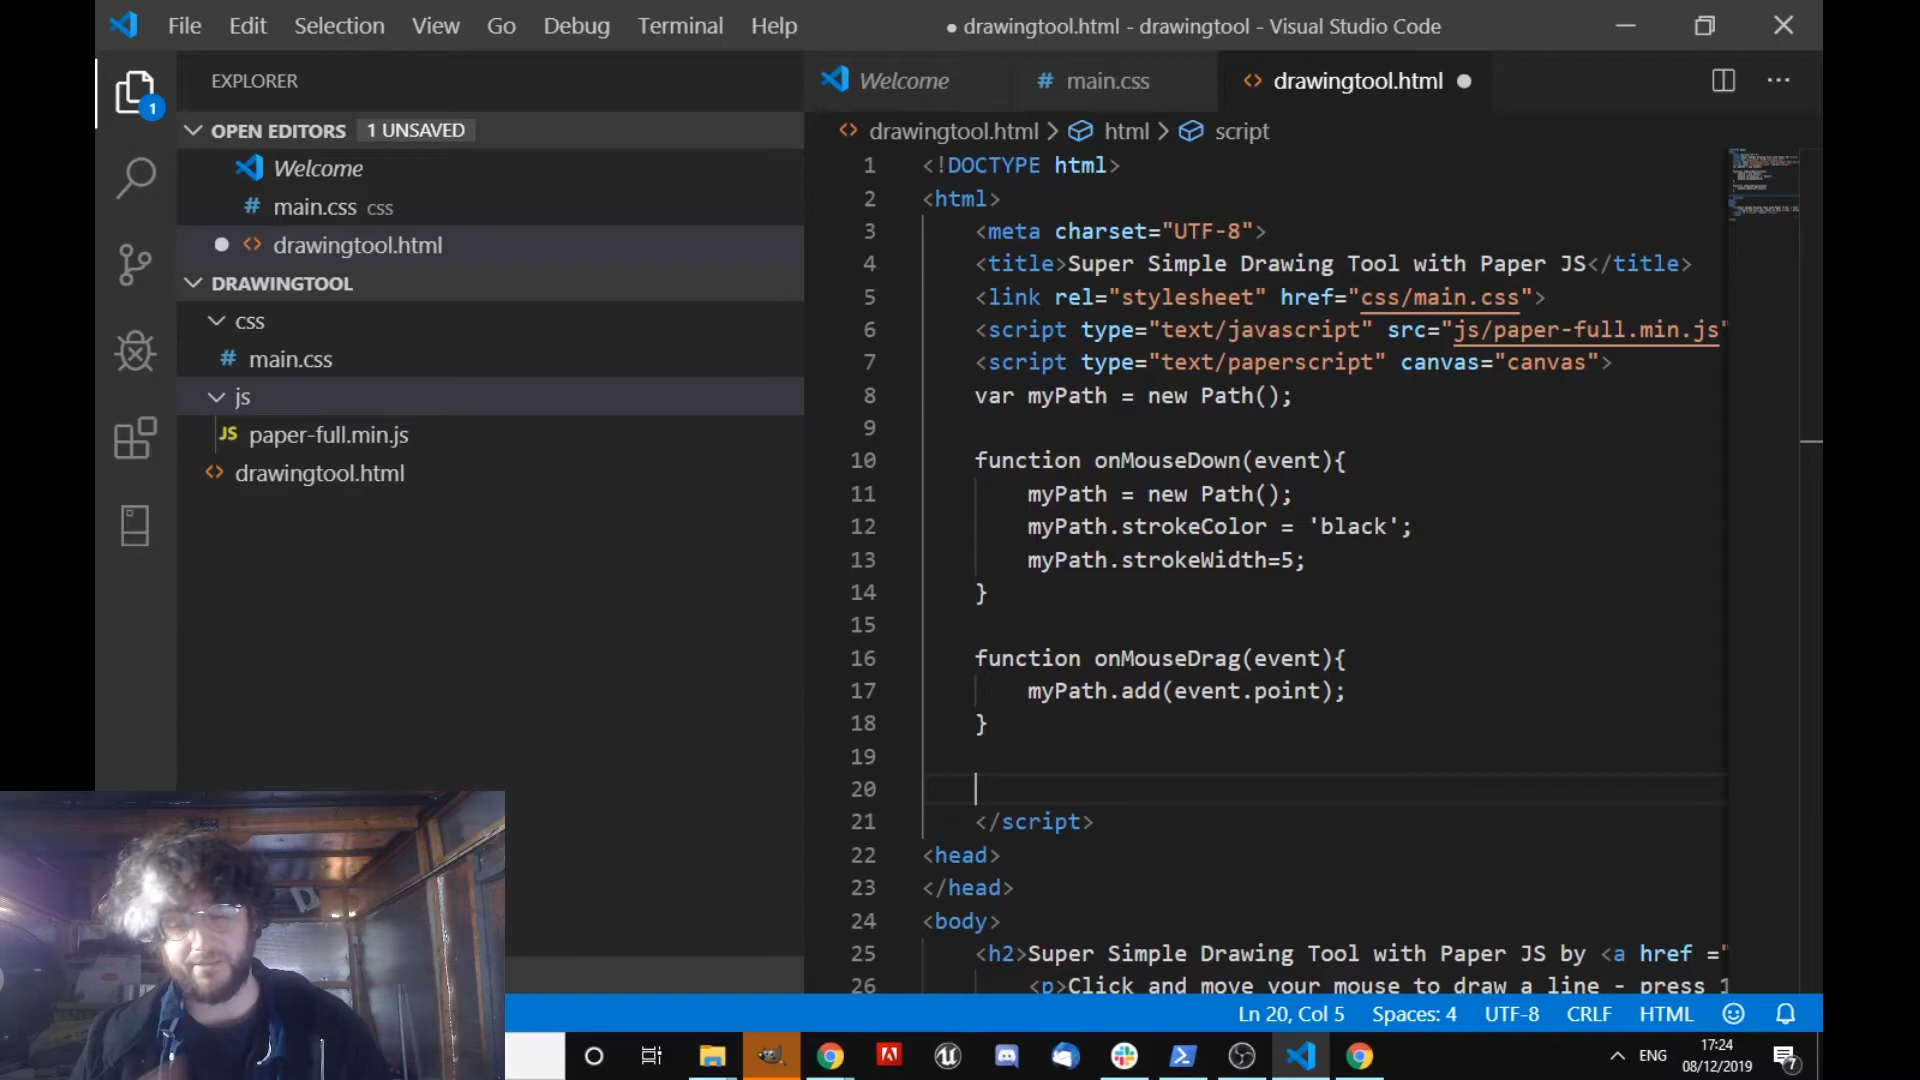 File Edit Selection View Go Debug Terminal Help
● drawingtool.html - drawingtool - Visual Studio Code
1
EXPLORER
OPEN EDITORS 1 UNSAVED
Welcome
# main.css css
● <> drawingtool.html
DRAWINGTOOL
css
# main.css
js
JS paper-full.min.js
<> drawingtool.html
Welcome # main.css <> drawingtool.html ●
<> drawingtool.html > html > script
1 <!DOCTYPE html>
2 <html>
3 <meta charset="UTF-8">
4 <title>Super Simple Drawing Tool with Paper JS</title>
5 <link rel="stylesheet" href="css/main.css">
6 <script type="text/javascript" src="js/paper-full.min.js"
7 <script type="text/paperscript" canvas="canvas">
8 var myPath = new Path();
9
10 function onMouseDown(event){
11 myPath = new Path();
12 myPath.strokeColor = 'black';
13 myPath.strokeWidth=5;
14 }
15
16 function onMouseDrag(event){
17 myPath.add(event.point);
18 }
19
20
21 </script>
22 <head>
23 </head>
24 <body>
25 <h2>Super Simple Drawing Tool with Paper JS by <a href ="
26 <p>Click and move your mouse to draw a line - press 1
Ln 20, Col 5 Spaces: 4 UTF-8 CRLF HTML
ENG 17:24
08/12/2019
7